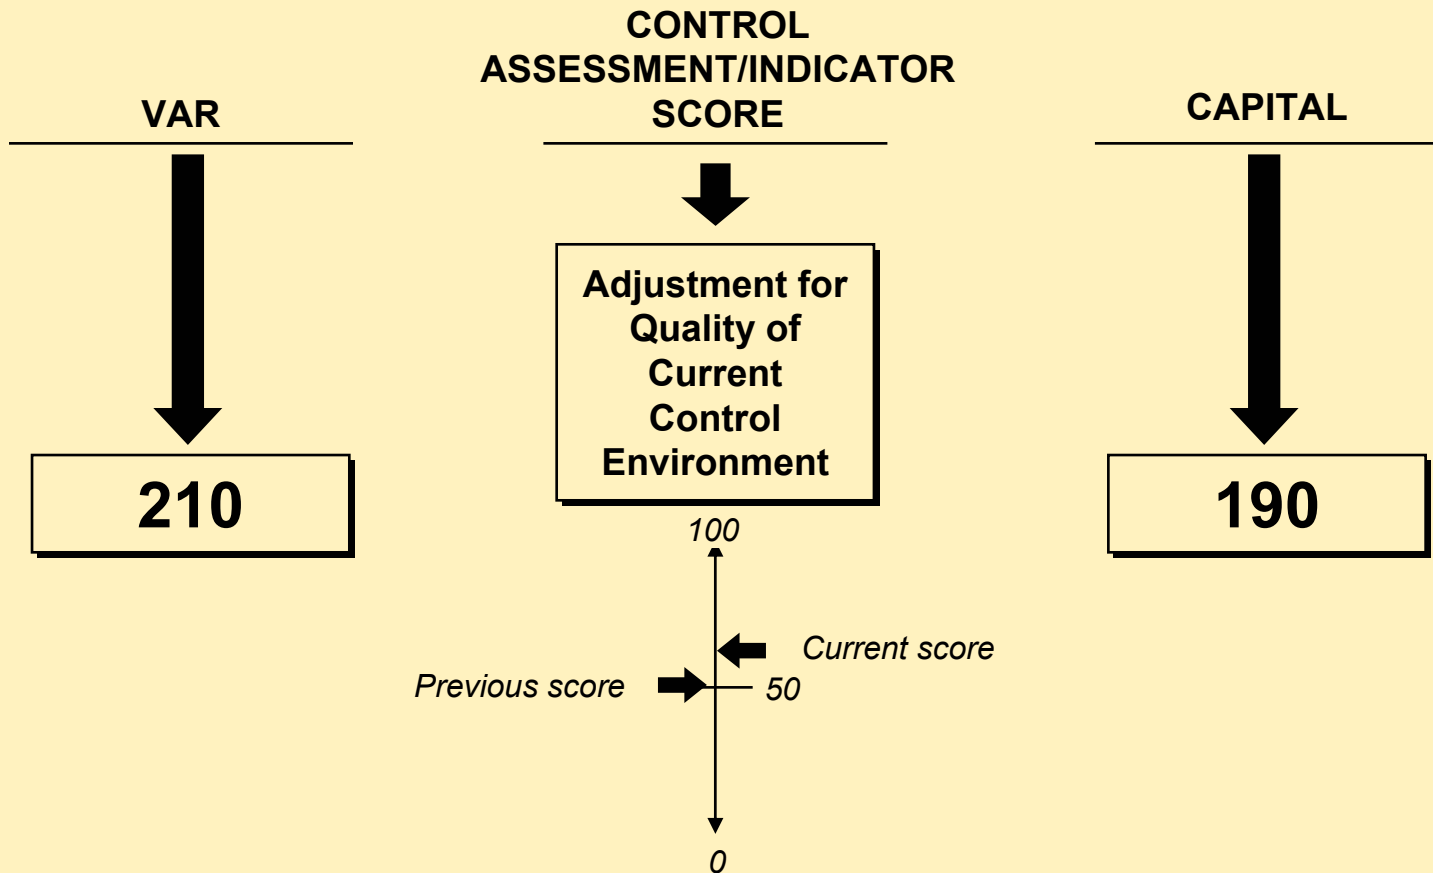 VAR
CONTROL
ASSESSMENT/INDICATOR
SCORE
CAPITAL
Adjustment for
Quality of
Current
Control
Environment
210
190
100
Current score
Previous score
50
0